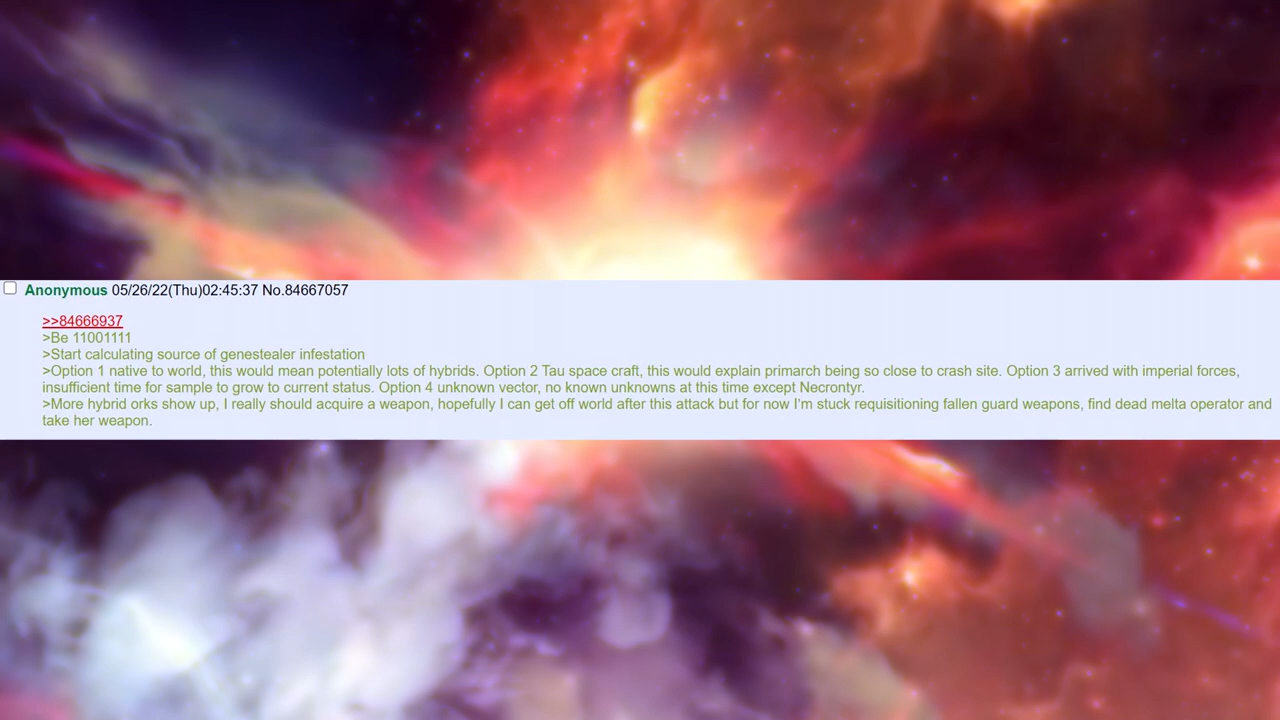 Anonymous 05/26/22(Thu)02:45:37 No.84667057
>>84666937
>Be 11001111
>Start calculating source of genestealer infestation
>Option 1 native to world, this would mean potentially lots of hybrids. Option 2 Tau space craft, this would explain primarch being so close to crash site. Option 3 arrived with imperial forces,
insufficient time for sample to grow to current status. Option 4 unknown vector, no known unknowns at this time except Necrontyr.
>More hybrid orks show up, I really should acquire a weapon, hopefully I can get off world after this attack but for now I'm stuck requisitioning fallen guard weapons, find dead melta operator and
take her weapon.